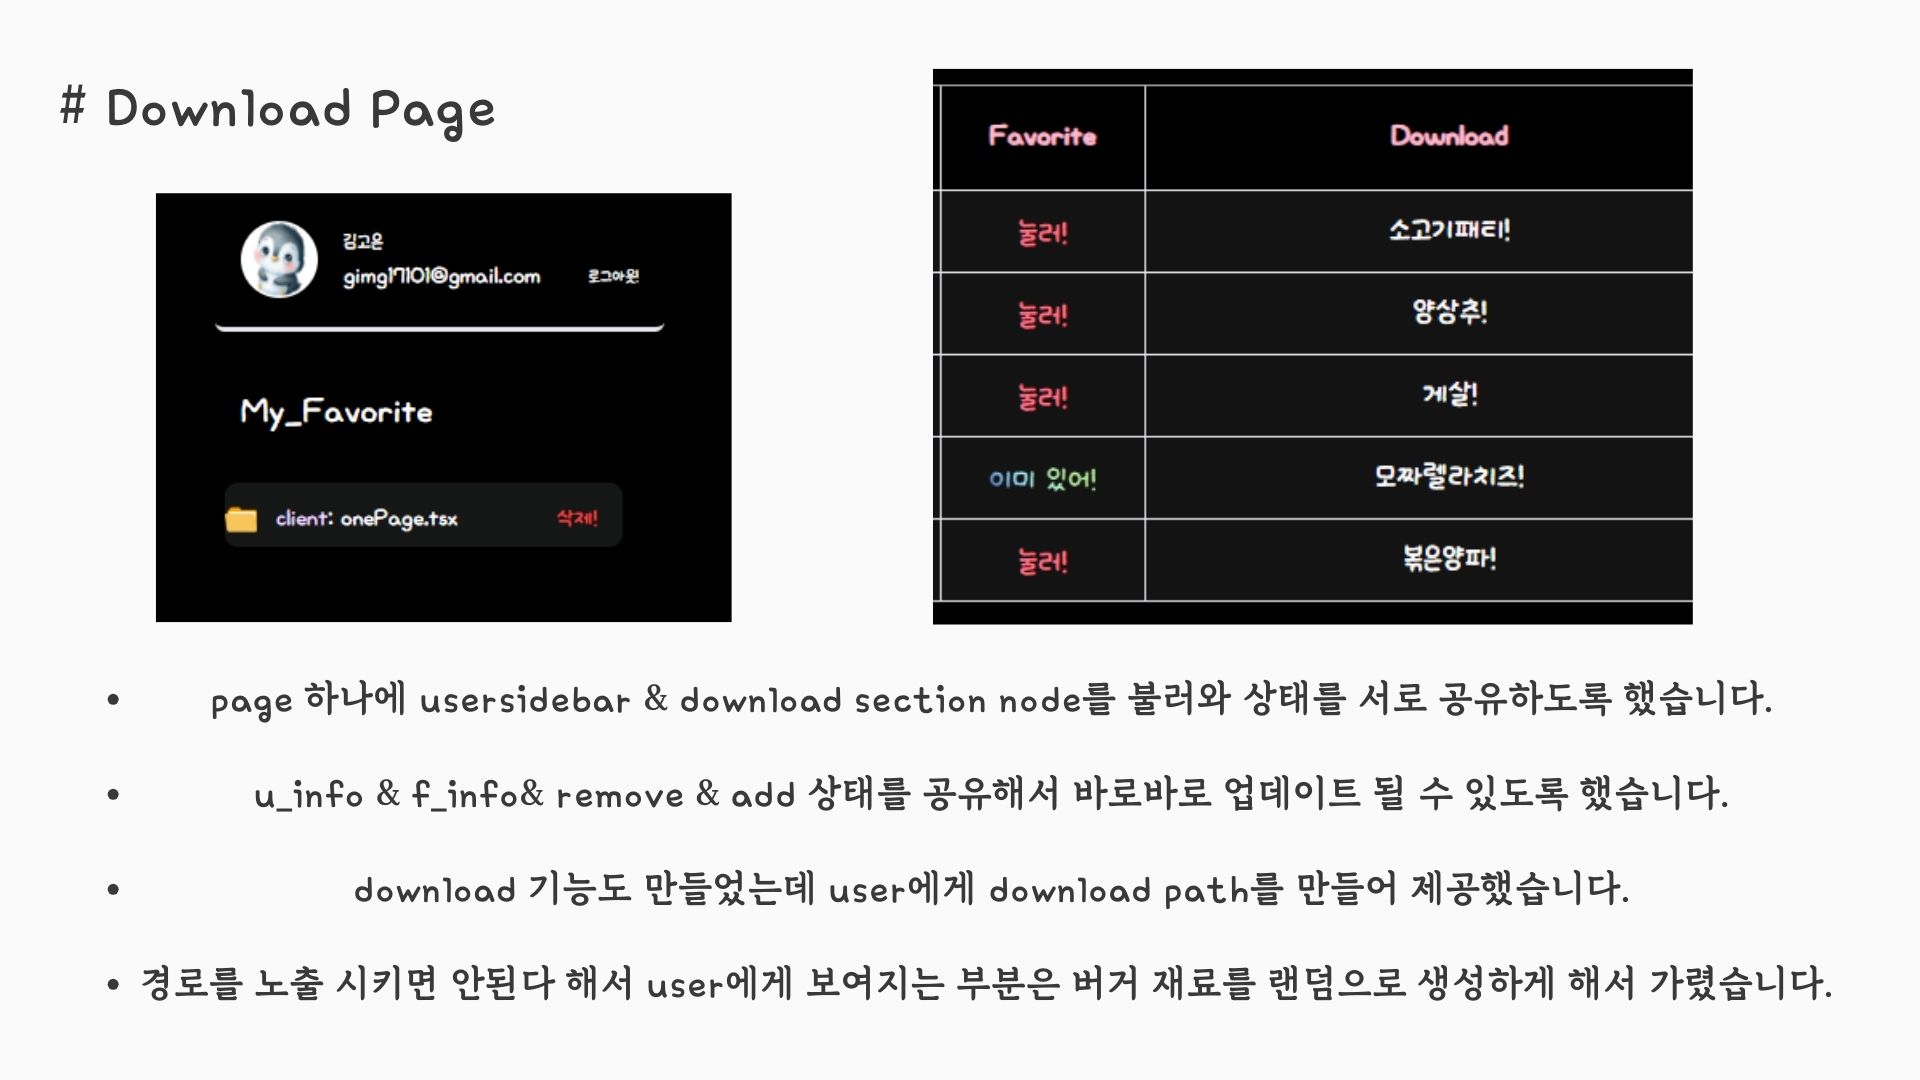 # Download Page
김고은
gimg17101@gmail.com 로그아웃!
My_Favorite
client: onePage.tsx 삭제!
Favorite Download
눌러! 소고기패티!
눌러! 양상추!
눌러! 게살!
이미 있어! 모짜렐라치즈!
눌러! 볶은양파!
• page 하나에 usersidebar & download section node를 불러와 상태를 서로 공유하도록 했습니다.
• u_info & f_info& remove & add 상태를 공유해서 바로바로 업데이트 될 수 있도록 했습니다.
• download 기능도 만들었는데 user에게 download path를 만들어 제공했습니다.
• 경로를 노출 시키면 안된다 해서 user에게 보여지는 부분은 버거 재료를 랜덤으로 생성하게 해서 가렸습니다.